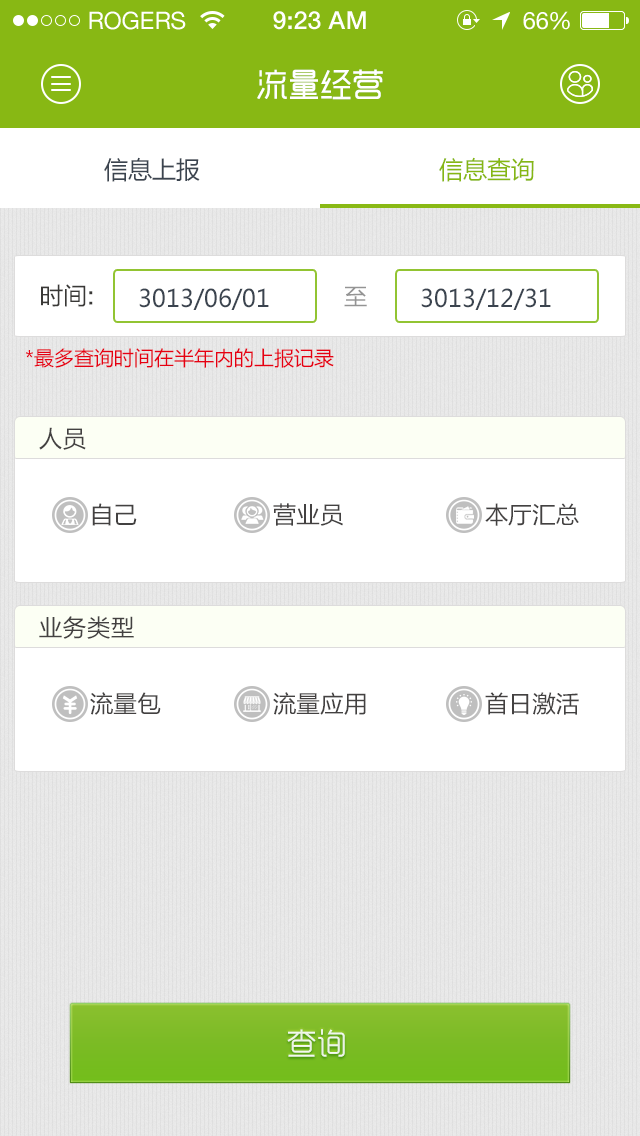 ROGERS 9:23 AM 66%
流量经营
信息上报 信息查询
时间: 3013/06/01 至 3013/12/31
*最多查询时间在半年内的上报记录
人员
自己 营业员 本厅汇总
业务类型
流量包 流量应用 首日激活
查询